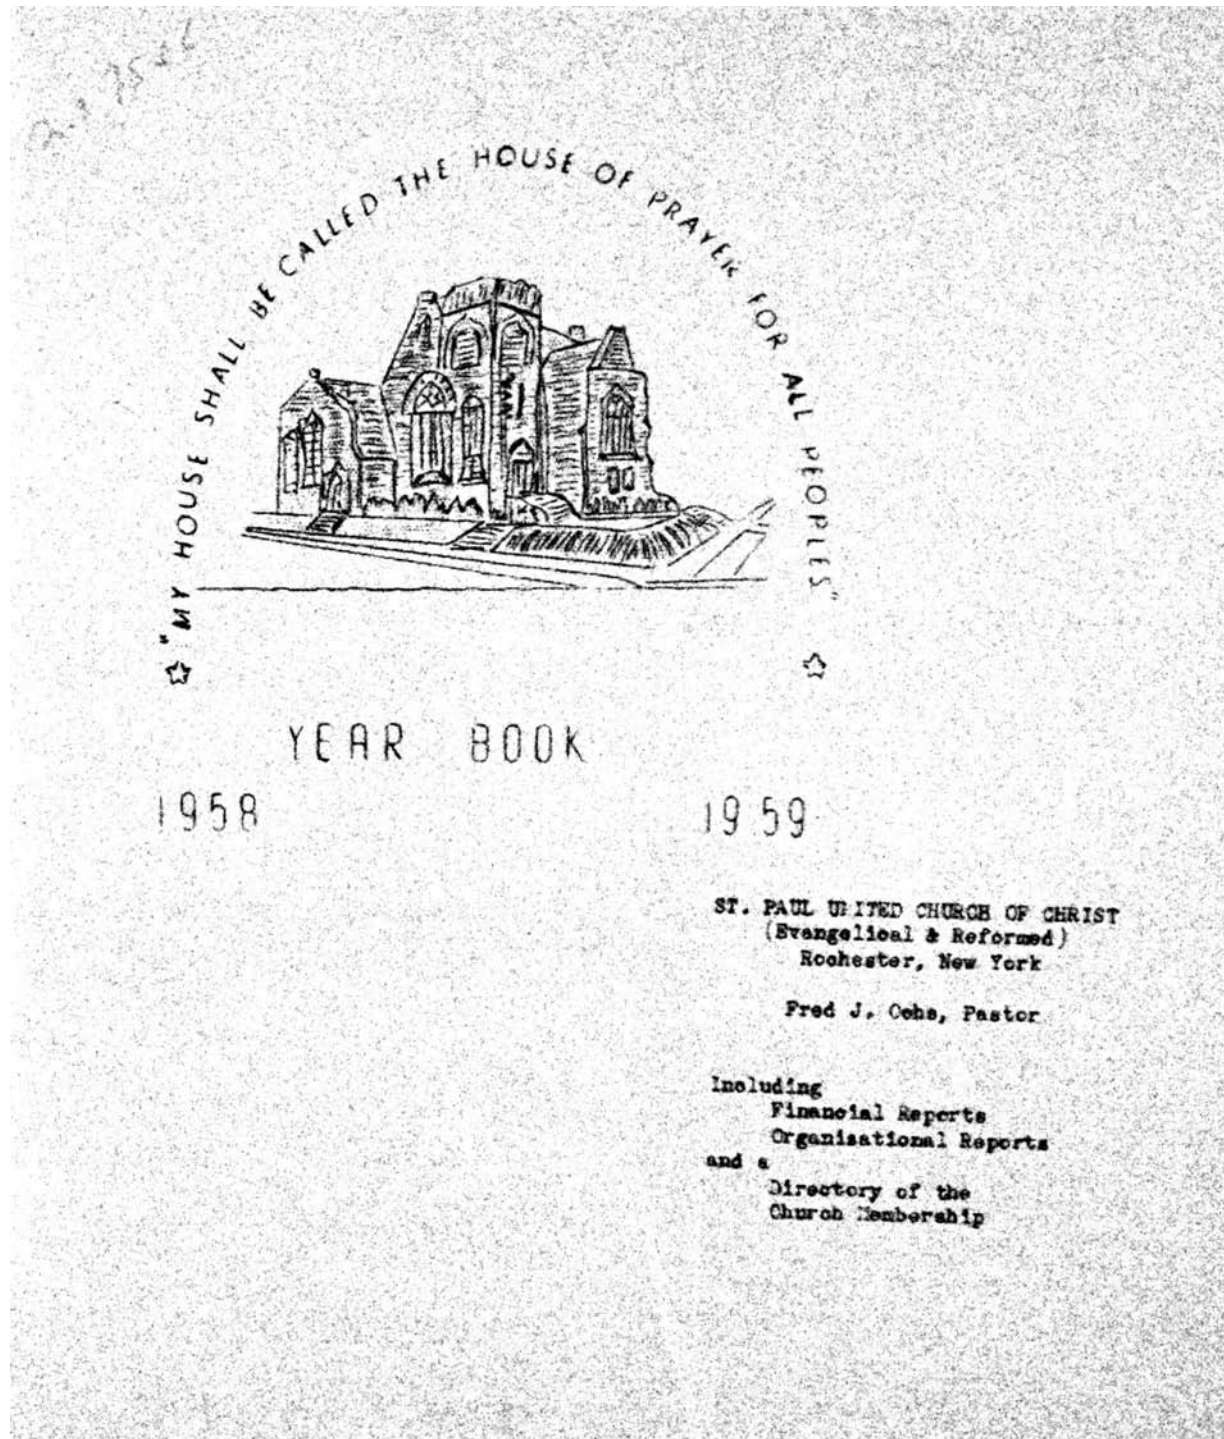 "MY HOUSE SHALL BE CALLED THE HOUSE OF PRAYER FOR ALL PEOPLES"
YEAR BOOK
1958 1959
ST. PAUL UNITED CHURCH OF CHRIST
(Evangelical & Reformed)
Rochester, New York
Fred J. Pastor
Including
Financial Reports
Organisational Reports
and a
Directory of the
Church Membership